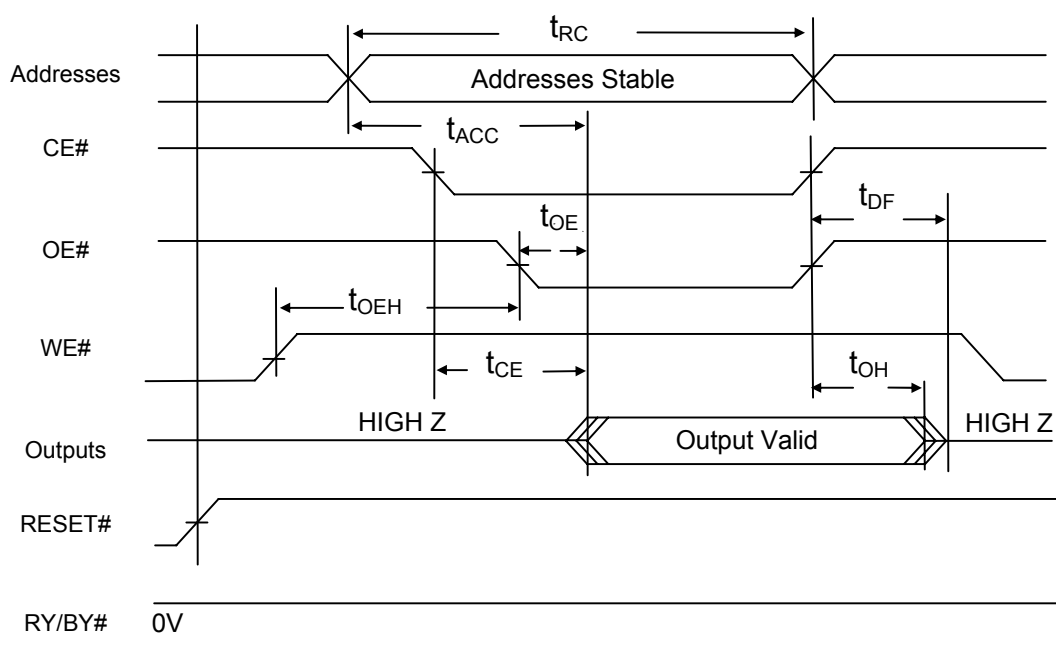 tRC
Addresses
Addresses Stable
tACC
CE#
tDF
tOE
OE#
tOEH
WE#
tCE
tOH
HIGH Z
HIGH Z
Outputs
Output Valid
RESET#
RY/BY#
0V